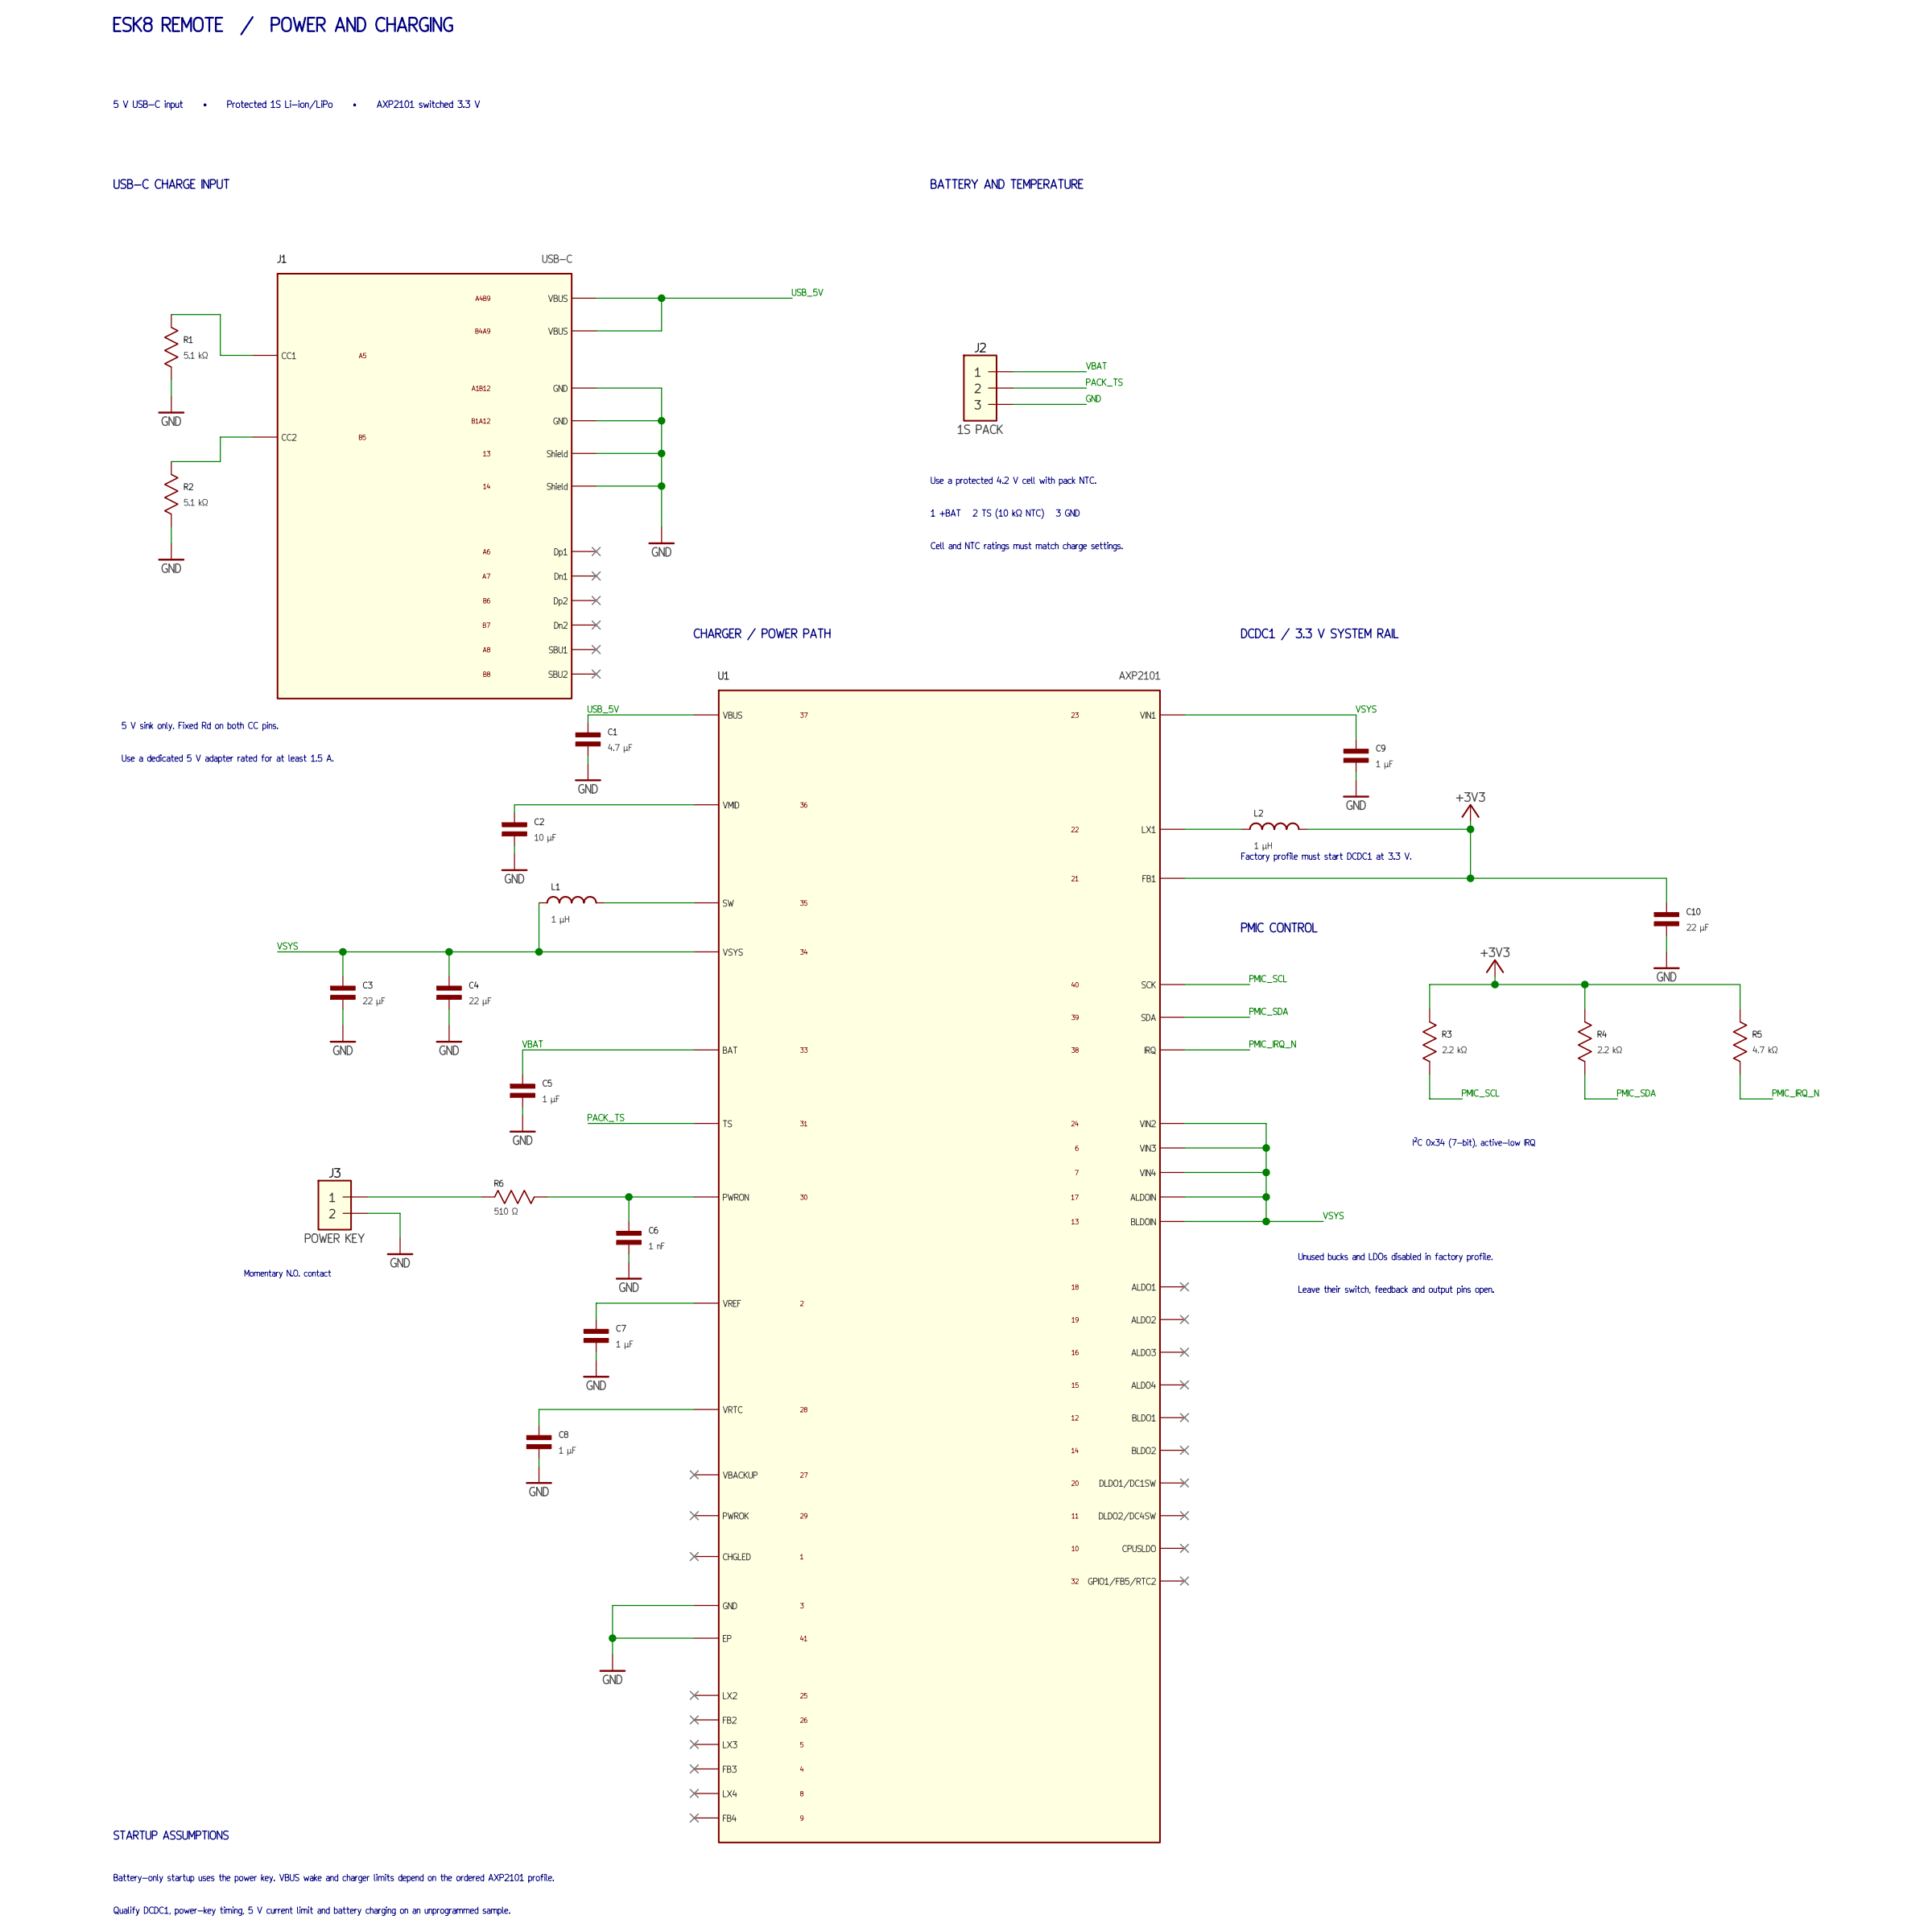 ESK8 REMOTE / POWER AND CHARGING
5 V USB-C input • Protected 1S Li-ion/LiPo • AXP2101 switched 3.3 V
USB-C CHARGE INPUT
BATTERY AND TEMPERATURE
J1 USB-C
A4B9 VBUS
USB_5V
B4A9 VBUS
R1
5.1 kΩ
GND
CC1 A5
A1B12 GND
B1A12 GND
CC2 B5
13 Shield
14 Shield
R2
5.1 kΩ
GND
GND
A6 Dp1
A7 Dn1
B6 Dp2
B7 Dn2
A8 SBU1
B8 SBU2
5 V sink only. Fixed Rd on both CC pins.
Use a dedicated 5 V adapter rated for at least 1.5 A.
J2
1 VBAT
2 PACK_TS
3 GND
1S PACK
Use a protected 4.2 V cell with pack NTC.
1 +BAT 2 TS (10 kΩ NTC) 3 GND
Cell and NTC ratings must match charge settings.
CHARGER / POWER PATH
DCDC1 / 3.3 V SYSTEM RAIL
U1 AXP2101
USB_5V
VBUS 37
C1
4.7 µF
GND
VMID 36
C2
10 µF
GND
L1
1 µH
SW 35
VSYS
VSYS 34
C3
22 µF
GND
C4
22 µF
GND
VBAT
BAT 33
C5
1 µF
GND
PACK_TS
TS 31
J3
1
2
POWER KEY
GND
Momentary N.O. contact
R6
510 Ω
PWRON 30
C6
1 nF
GND
VREF 2
C7
1 µF
GND
VRTC 28
C8
1 µF
GND
VBACKUP 27
PWROK 29
CHGLED 1
GND 3
EP 41
GND
LX2 25
FB2 26
LX3 5
FB3 4
LX4 8
FB4 9
23 VIN1
VSYS
C9
1 µF
GND
22 LX1
L2
1 µH
+3V3
Factory profile must start DCDC1 at 3.3 V.
21 FB1
C10
22 µF
GND
PMIC CONTROL
40 SCK
PMIC_SCL
39 SDA
PMIC_SDA
38 IRQ
PMIC_IRQ_N
+3V3
R3
2.2 kΩ
PMIC_SCL
R4
2.2 kΩ
PMIC_SDA
R5
4.7 kΩ
PMIC_IRQ_N
I²C 0x34 (7-bit), active-low IRQ
24 VIN2
6 VIN3
7 VIN4
17 ALDOIN
13 BLDOIN
VSYS
Unused bucks and LDOs disabled in factory profile.
Leave their switch, feedback and output pins open.
18 ALDO1
19 ALDO2
16 ALDO3
15 ALDO4
12 BLDO1
14 BLDO2
20 DLDO1/DC1SW
11 DLDO2/DC4SW
10 CPUSLDO
32 GPIO1/FB5/RTC2
STARTUP ASSUMPTIONS
Battery-only startup uses the power key. VBUS wake and charger limits depend on the ordered AXP2101 profile.
Qualify DCDC1, power-key timing, 5 V current limit and battery charging on an unprogrammed sample.